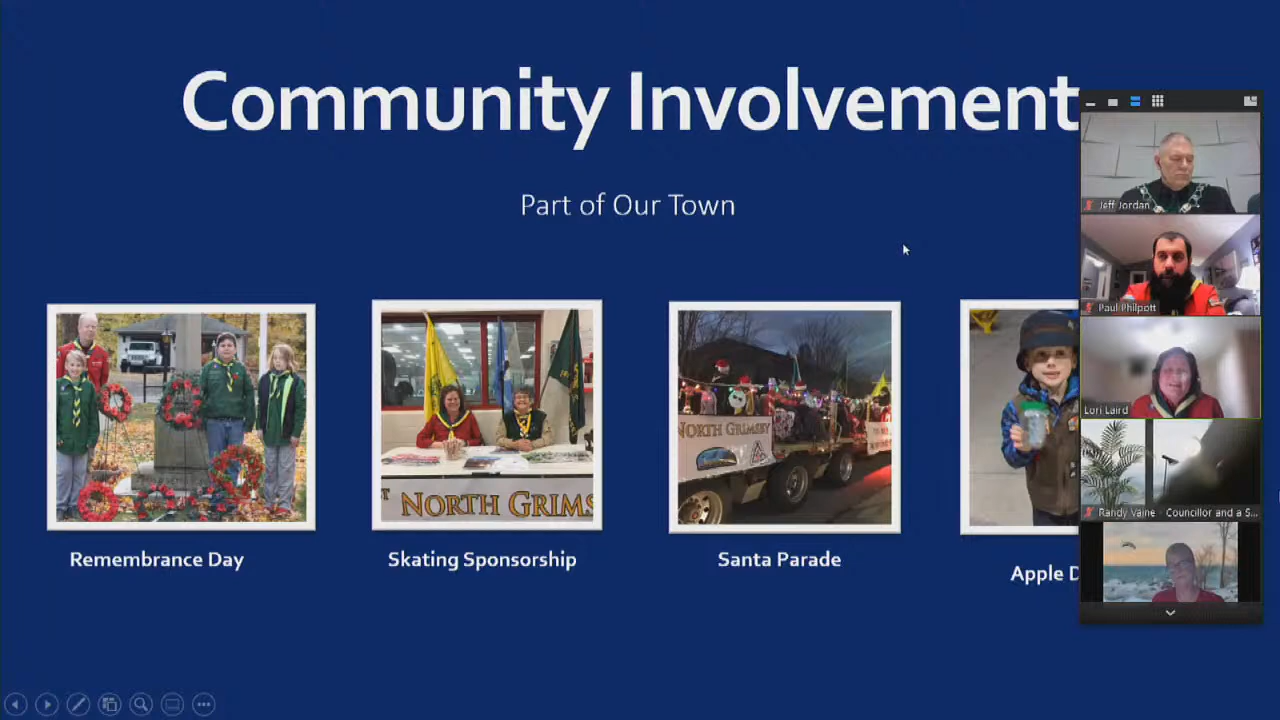 Community Involvement
Part of Our Town
Jeff Jordan
Paul Philpott
Lori Laird
Randy Vaine - Councillor and a S...
NORTH GRIMS
NORTH GRIMSBY
Remembrance Day
Skating Sponsorship
Santa Parade
Apple D